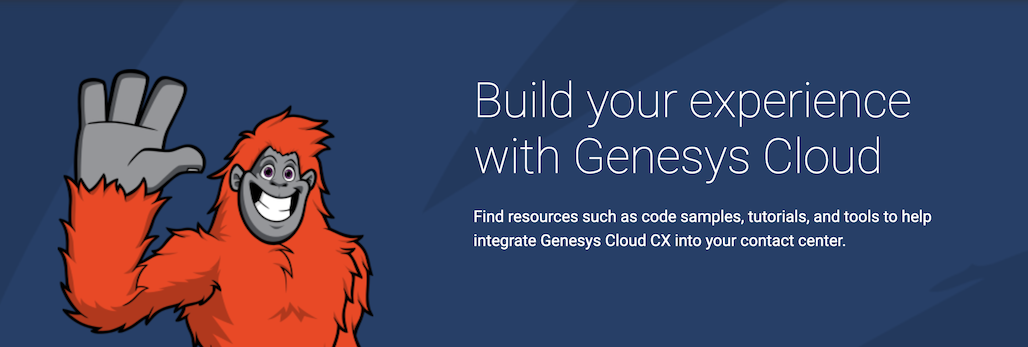 Build your experience
with Genesys Cloud
Find resources such as code samples, tutorials, and tools to help
integrate Genesys Cloud CX into your contact center.